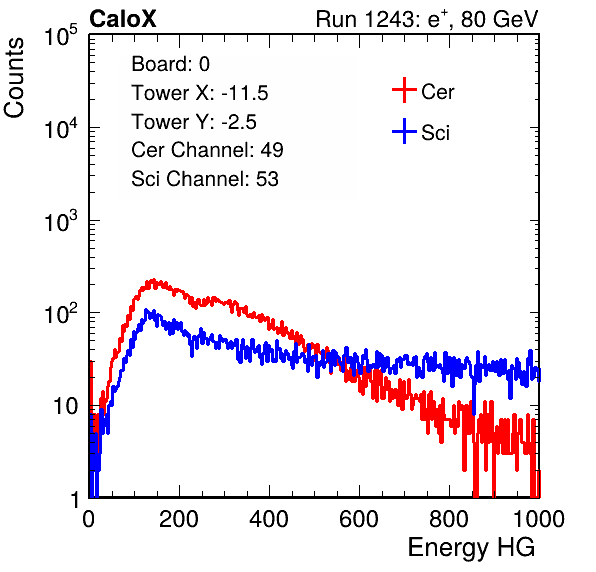 CaloX Run 1243: e⁺, 80 GeV
Counts
10⁵
10⁴
10³
10²
10
1
Board: 0
Tower X: -11.5
Tower Y: -2.5
Cer Channel: 49
Sci Channel: 53
Cer
Sci
0 200 400 600 800 1000
Energy HG